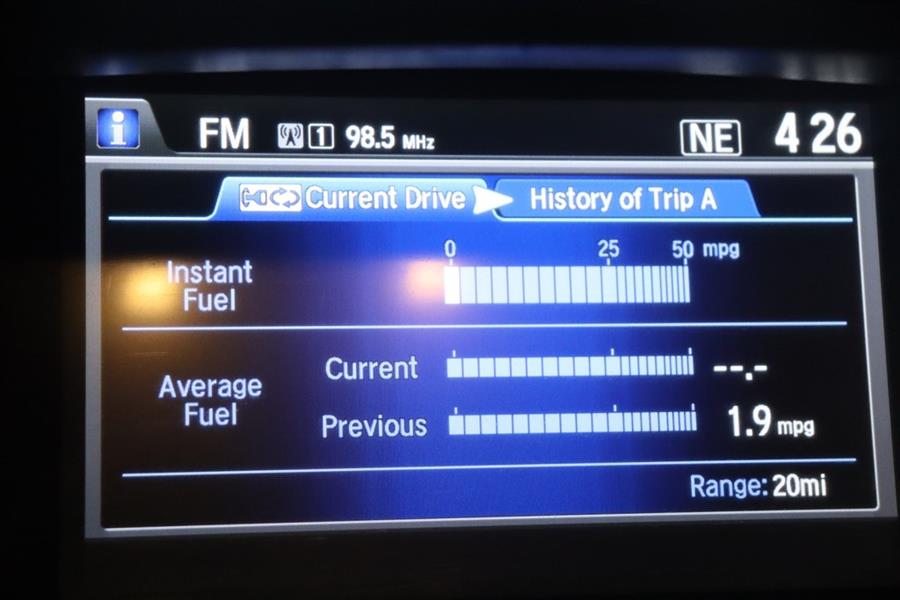 i FM 1 98.5 MHz NE 4 26
Current Drive History of Trip A
0 25 50 mpg
Instant
Fuel
Current --.-
Average
Fuel
Previous 1.9 mpg
Range: 20mi